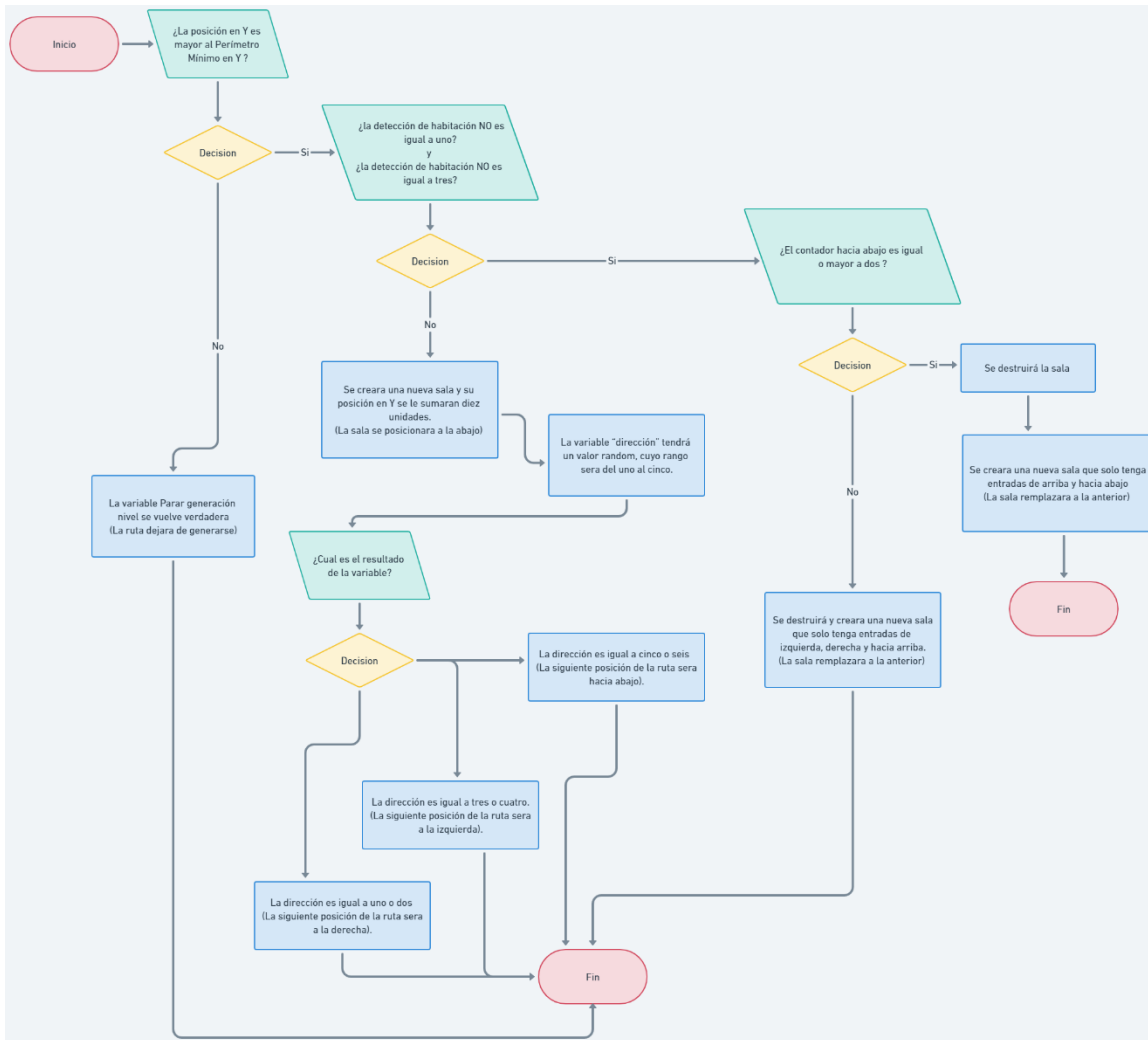 Inicio
¿La posición en Y es
mayor al Perímetro
Mínimo en Y ?
Decision
Si
¿la detección de habitación NO es
igual a uno?
y
¿la detección de habitación NO es
igual a tres?
Decision
Si
¿El contador hacia abajo es igual
o mayor a dos ?
No
No
Decision
Si
Se destruirá la sala
Se creara una nueva sala y su
posición en Y se le sumaran diez
unidades.
(La sala se posicionara a la abajo)
La variable “dirección” tendrá
un valor random, cuyo rango
sera del uno al cinco.
Se creara una nueva sala que solo tenga
entradas de arriba y hacia abajo
(La sala remplazara a la anterior)
La variable Parar generación
nivel se vuelve verdadera
(La ruta dejara de generarse)
No
¿Cual es el resultado
de la variable?
Fin
Decision
La dirección es igual a cinco o seis
(La siguiente posición de la ruta sera
hacia abajo).
Se destruirá y creara una nueva sala
que solo tenga entradas de
izquierda, derecha y hacia arriba.
(La sala remplazara a la anterior)
La dirección es igual a tres o cuatro.
(La siguiente posición de la ruta sera
a la izquierda).
La dirección es igual a uno o dos
(La siguiente posición de la ruta sera
a la derecha).
Fin